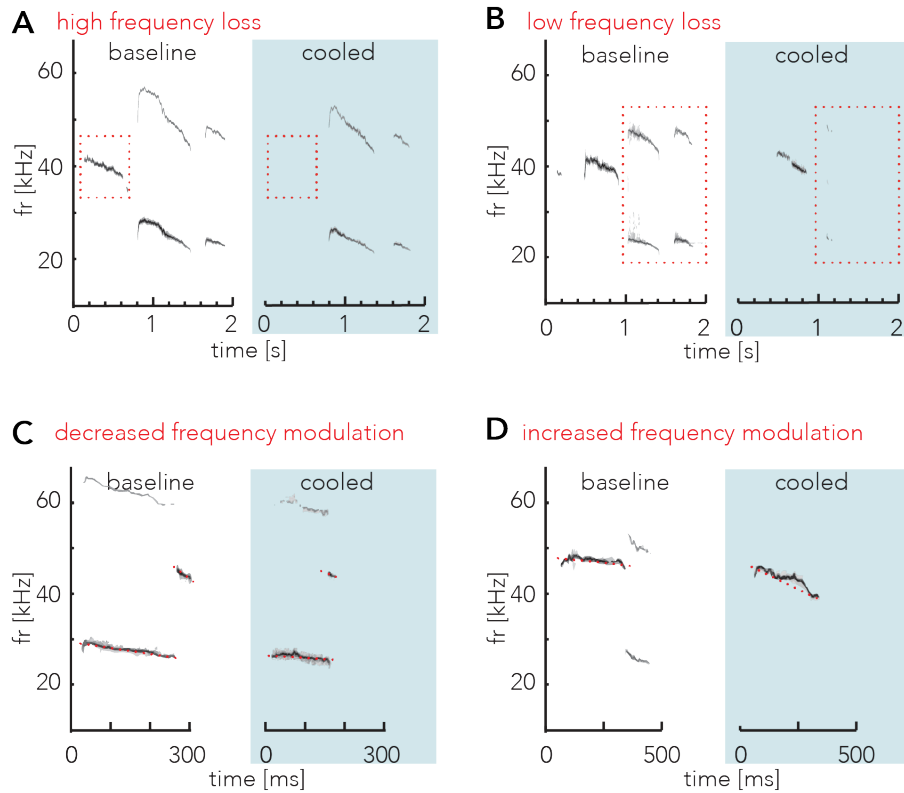 A high frequency loss
baseline cooled
60
40
20
fr [kHz]
0 1 2 0 1 2
time [s]
B low frequency loss
baseline cooled
60
40
20
fr [kHz]
0 1 2 0 1 2
time [s]
C decreased frequency modulation
baseline cooled
60
40
20
fr [kHz]
0 300 0 300
time [ms]
D increased frequency modulation
baseline cooled
60
40
20
fr [kHz]
0 500 0 500
time [ms]